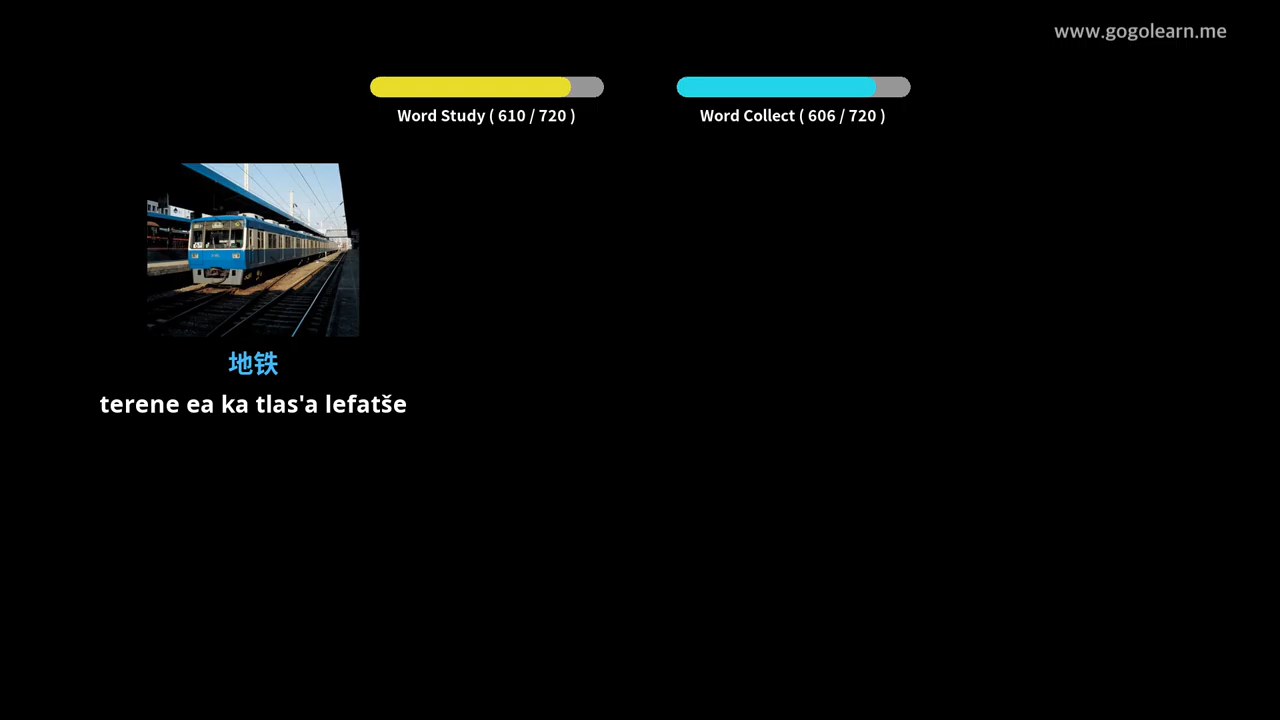 www.gogolearn.me
Word Study ( 610 / 720 )
Word Collect ( 606 / 720 )
地铁
terene ea ka tlas'a lefatše